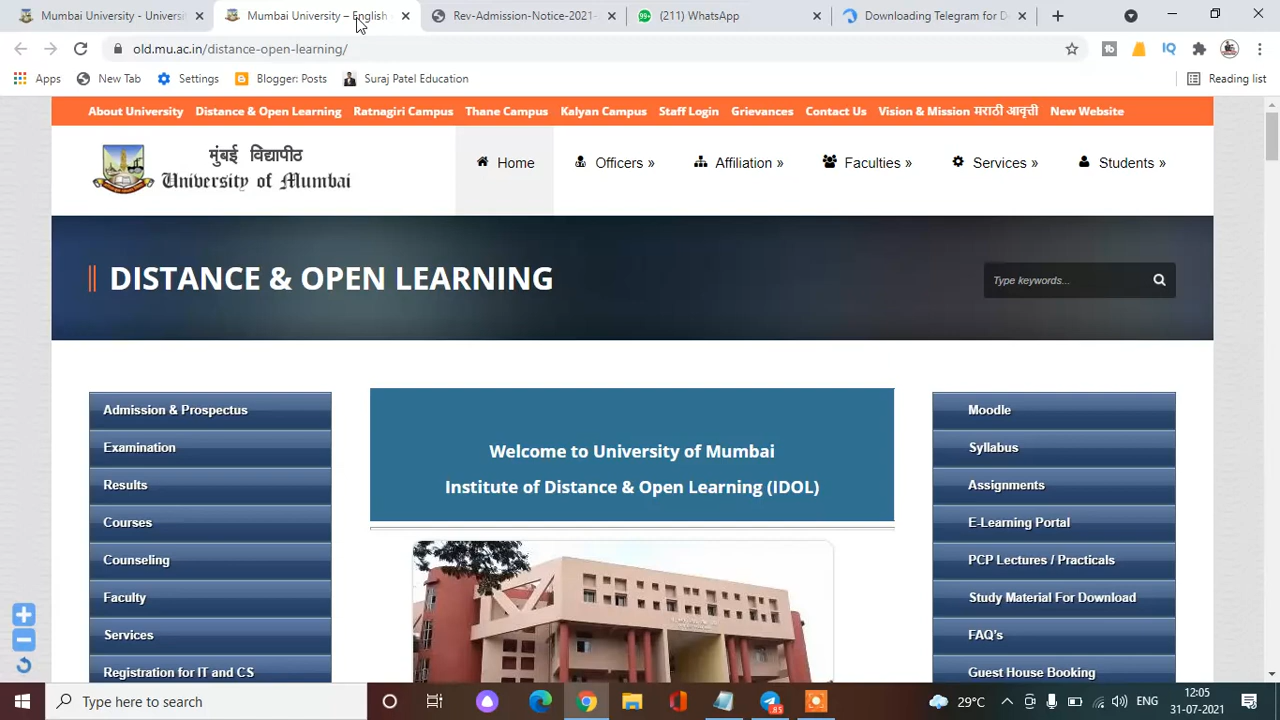 Mumbai University - Universi
Mumbai University – English
Rev-Admission-Notice-2021-
(211) WhatsApp
Downloading Telegram for D
old.mu.ac.in/distance-open-learning/
IQ
Apps
New Tab
Settings
Blogger: Posts
Suraj Patel Education
Reading list
About University
Distance & Open Learning
Ratnagiri Campus
Thane Campus
Kalyan Campus
Staff Login
Grievances
Contact Us
Vision & Mission
मराठी आवृत्ती
New Website
मुंबई विद्यापीठ
University of Mumbai
Home
Officers »
Affiliation »
Faculties »
Services »
Students »
DISTANCE & OPEN LEARNING
Type keywords...
Admission & Prospectus
Examination
Results
Courses
Counseling
Faculty
Services
Registration for IT and CS
Welcome to University of Mumbai
Institute of Distance & Open Learning (IDOL)
Moodle
Syllabus
Assignments
E-Learning Portal
PCP Lectures / Practicals
Study Material For Download
FAQ's
Guest House Booking
Type here to search
85
29°C
ENG
12:05
31-07-2021